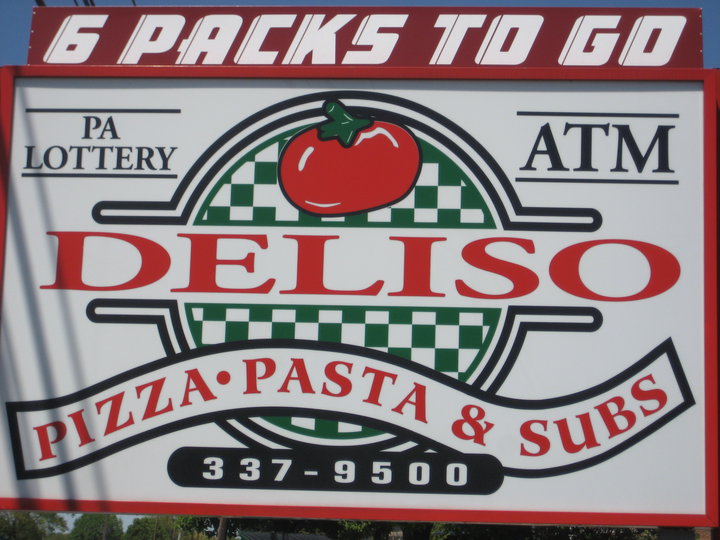 6 PACKS TO GO
PA
LOTTERY
ATM
DELISO
PIZZA • PASTA & SUBS
337-9500